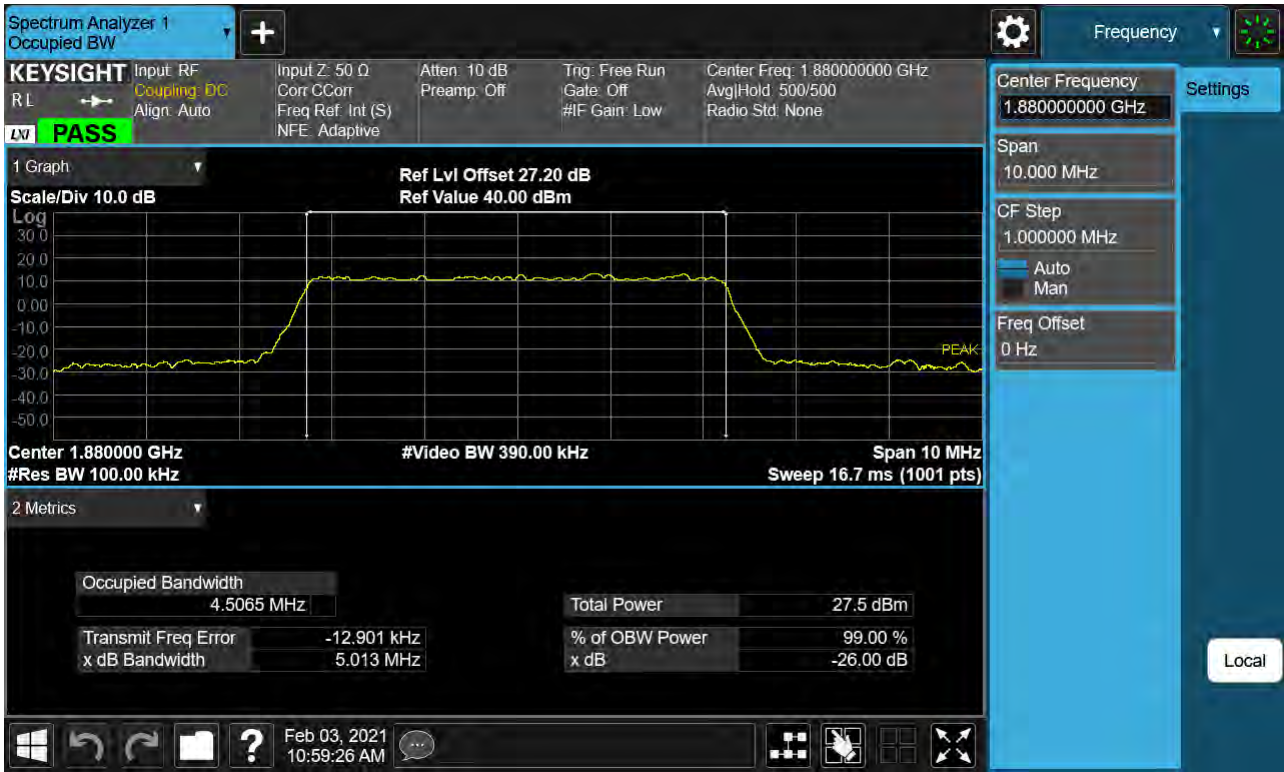 Spectrum Analyzer 1
Occupied BW
Frequency
KEYSIGHT
RL
LXI
PASS
Input: RF
Coupling: DC
Align: Auto
Input Z: 50 Ω
Corr CCorr
Freq Ref: Int (S)
NFE: Adaptive
Atten: 10 dB
Preamp: Off
Trig: Free Run
Gate: Off
#IF Gain: Low
Center Freq: 1.880000000 GHz
Avg|Hold: 500/500
Radio Std: None
Center Frequency
1.880000000 GHz
Settings
Span
10.000 MHz
CF Step
1.000000 MHz
Auto
Man
Freq Offset
0 Hz
1 Graph
Scale/Div 10.0 dB
Ref Lvl Offset 27.20 dB
Ref Value 40.00 dBm
Log
30.0
20.0
10.0
0.00
-10.0
-20.0
-30.0
-40.0
-50.0
PEAK
Center 1.880000 GHz
#Video BW 390.00 kHz
Span 10 MHz
#Res BW 100.00 kHz
Sweep 16.7 ms (1001 pts)
2 Metrics
Occupied Bandwidth
4.5065 MHz
Total Power 27.5 dBm
Transmit Freq Error -12.901 kHz
% of OBW Power 99.00 %
x dB Bandwidth 5.013 MHz
x dB -26.00 dB
Local
Feb 03, 2021
10:59:26 AM